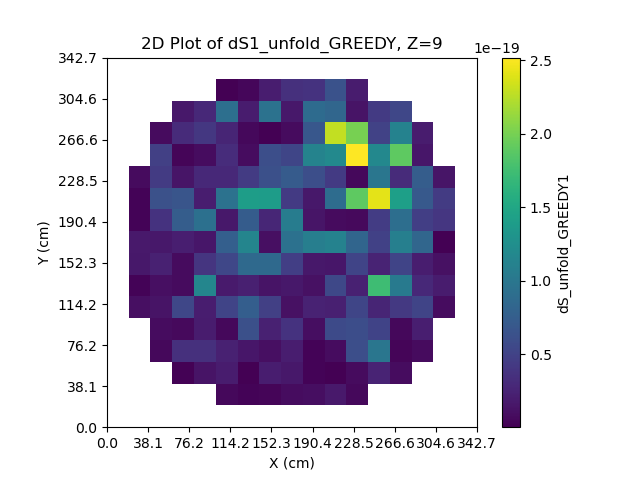 2D Plot of dS1_unfold_GREEDY, Z=9
1e−19
342.7
304.6
266.6
228.5
190.4
152.3
114.2
76.2
38.1
0.0
Y (cm)
0.0 38.1 76.2 114.2 152.3 190.4 228.5 266.6 304.6 342.7
X (cm)
2.5
2.0
1.5
1.0
0.5
dS_unfold_GREEDY1